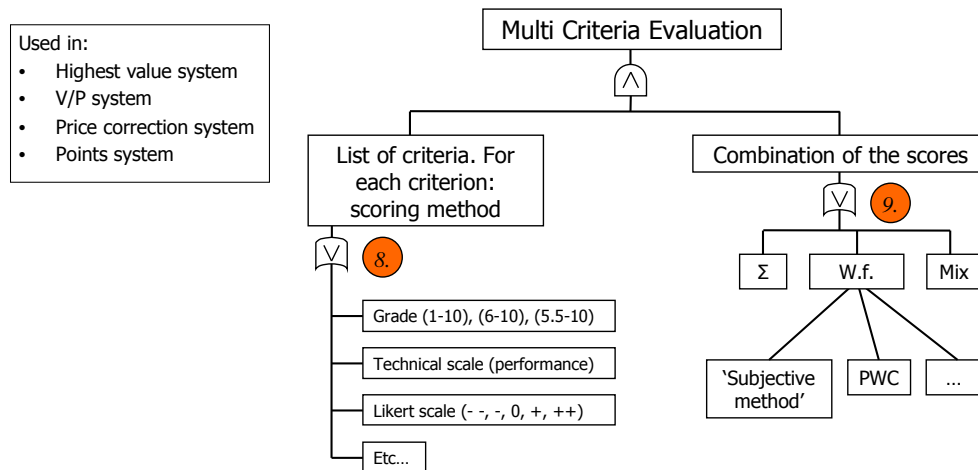 Multi Criteria Evaluation
Used in:
• Highest value system
• V/P system
• Price correction system
• Points system
∧
List of criteria. For
each criterion:
scoring method
Combination of the scores
∨ 8.
∨ 9.
Σ W.f. Mix
Grade (1-10), (6-10), (5.5-10)
Technical scale (performance)
Likert scale (- -, -, 0, +, ++)
Etc...
‘Subjective
method’
PWC
...